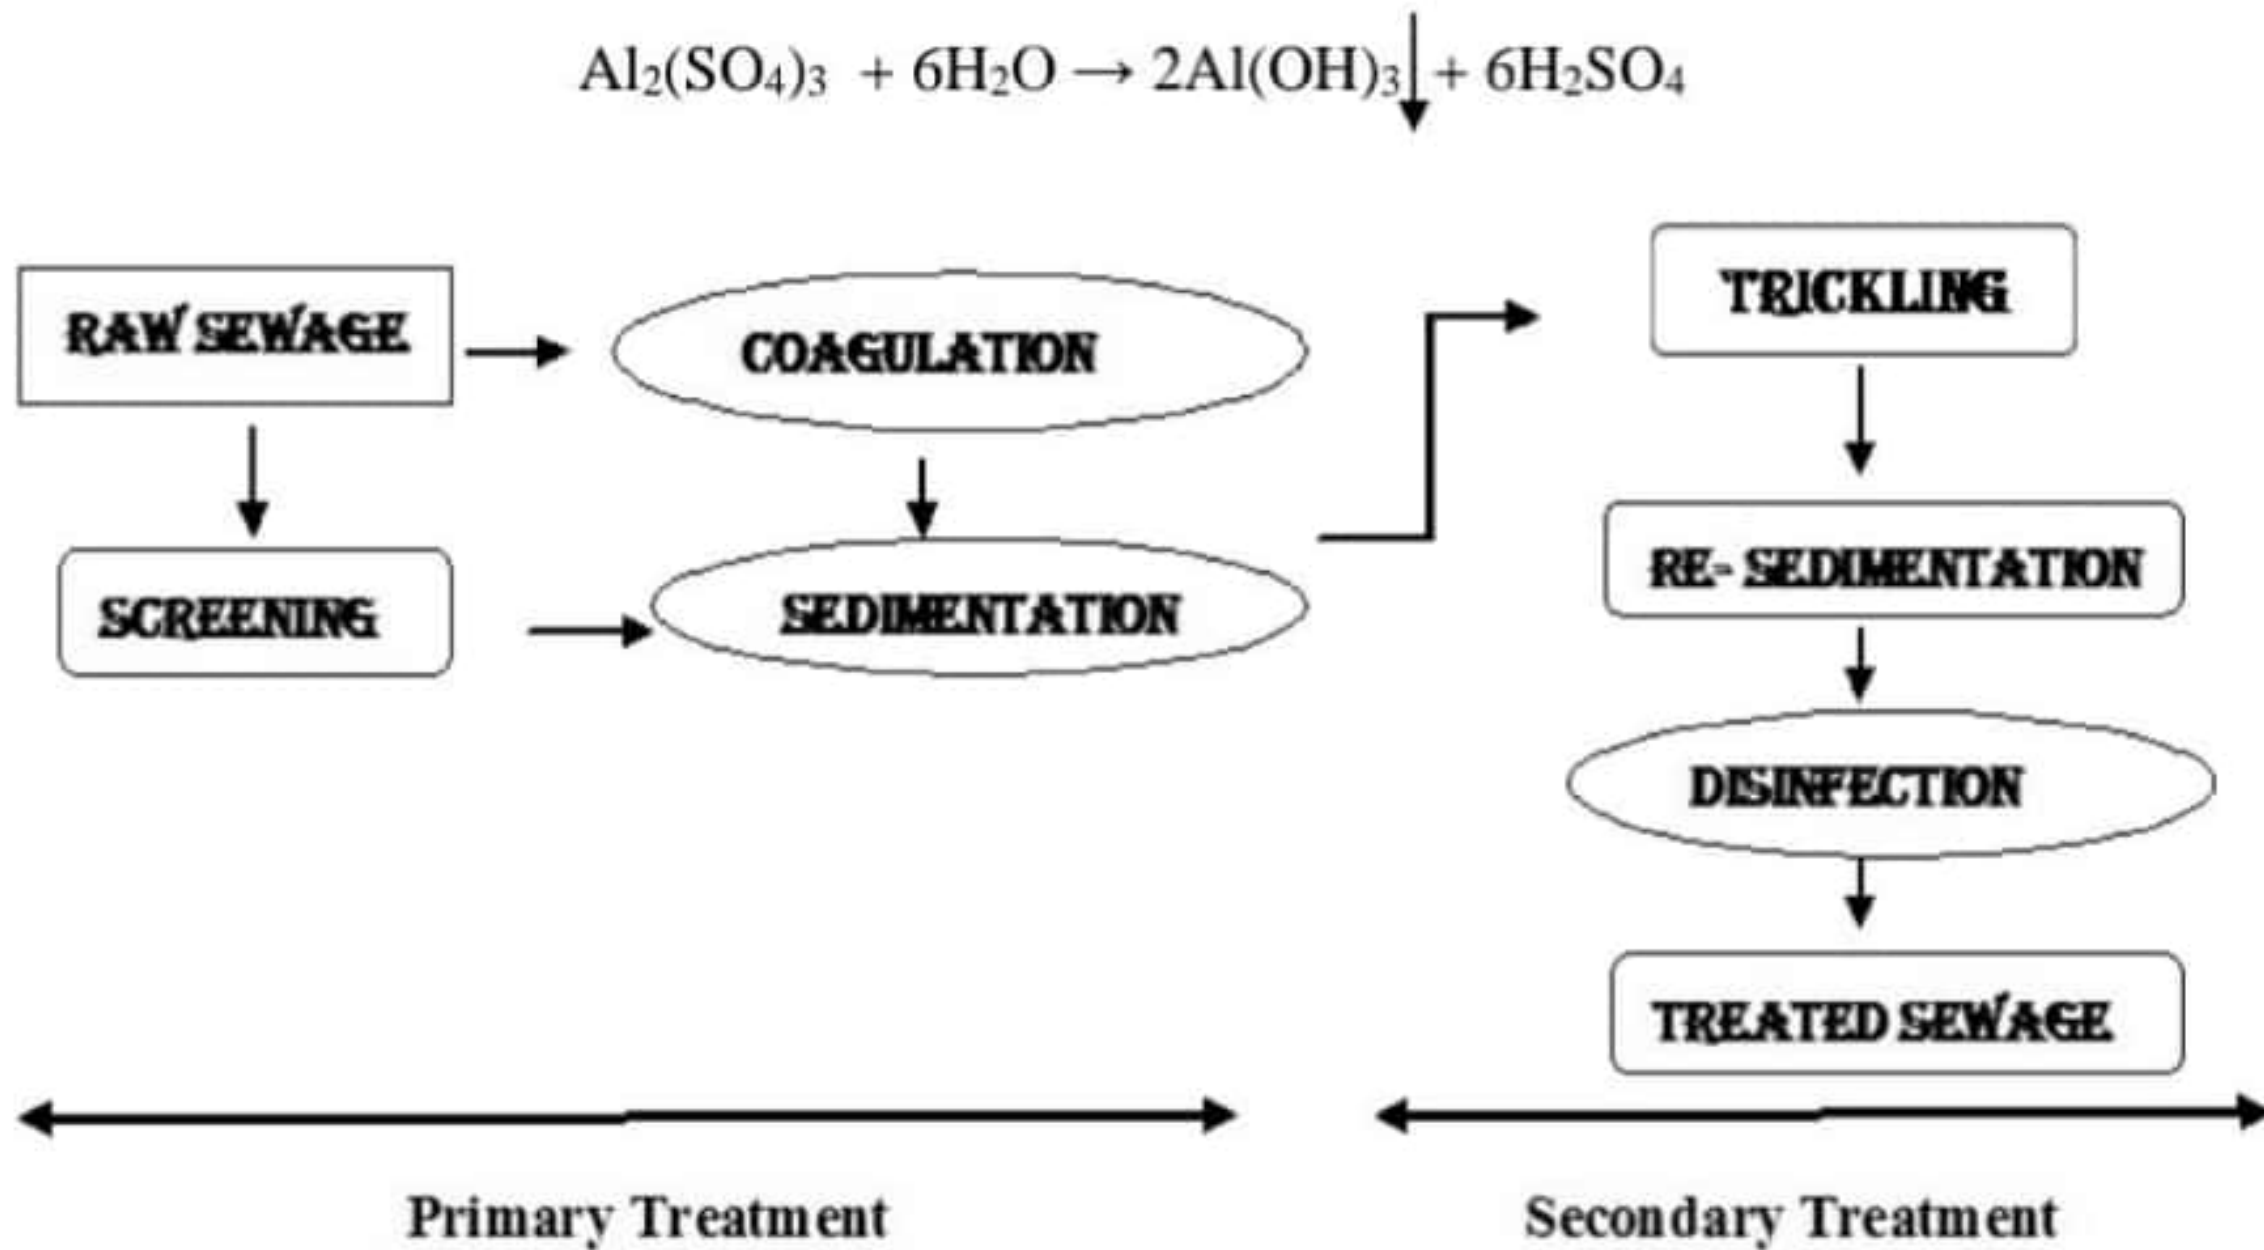 Al₂(SO₄)₃ + 6H₂O → 2Al(OH)₃↓ + 6H₂SO₄
RAW SEWAGE
COAGULATION
TRICKLING
SCREENING
SEDIMENTATION
RE- SEDIMENTATION
DISINFECTION
TREATED SEWAGE
Primary Treatment
Secondary Treatment